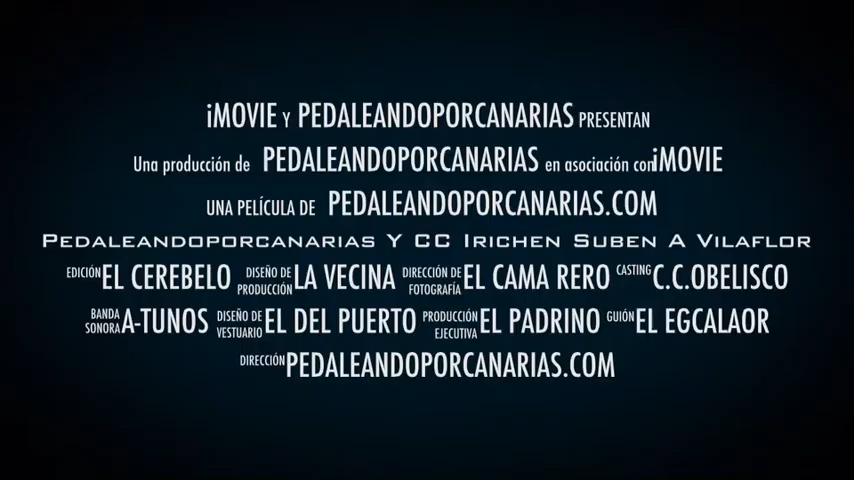 iMOVIE Y PEDALEANDOPORCANARIAS PRESENTAN
Una producción de PEDALEANDOPORCANARIAS en asociación con iMOVIE
UNA PELÍCULA DE PEDALEANDOPORCANARIAS.COM
PEDALEANDOPORCANARIAS Y CC IRICHEN SUBEN A VILAFLOR
EDICIÓN EL CEREBELO DISEÑO DE PRODUCCIÓN LA VECINA DIRECCIÓN DE FOTOGRAFÍA EL CAMA RERO CASTING C.C.OBELISCO
BANDA SONORA A-TUNOS DISEÑO DE VESTUARIO EL DEL PUERTO PRODUCCIÓN EJECUTIVA EL PADRINO GUIÓN EL EGCALAOR
DIRECCIÓN PEDALEANDOPORCANARIAS.COM